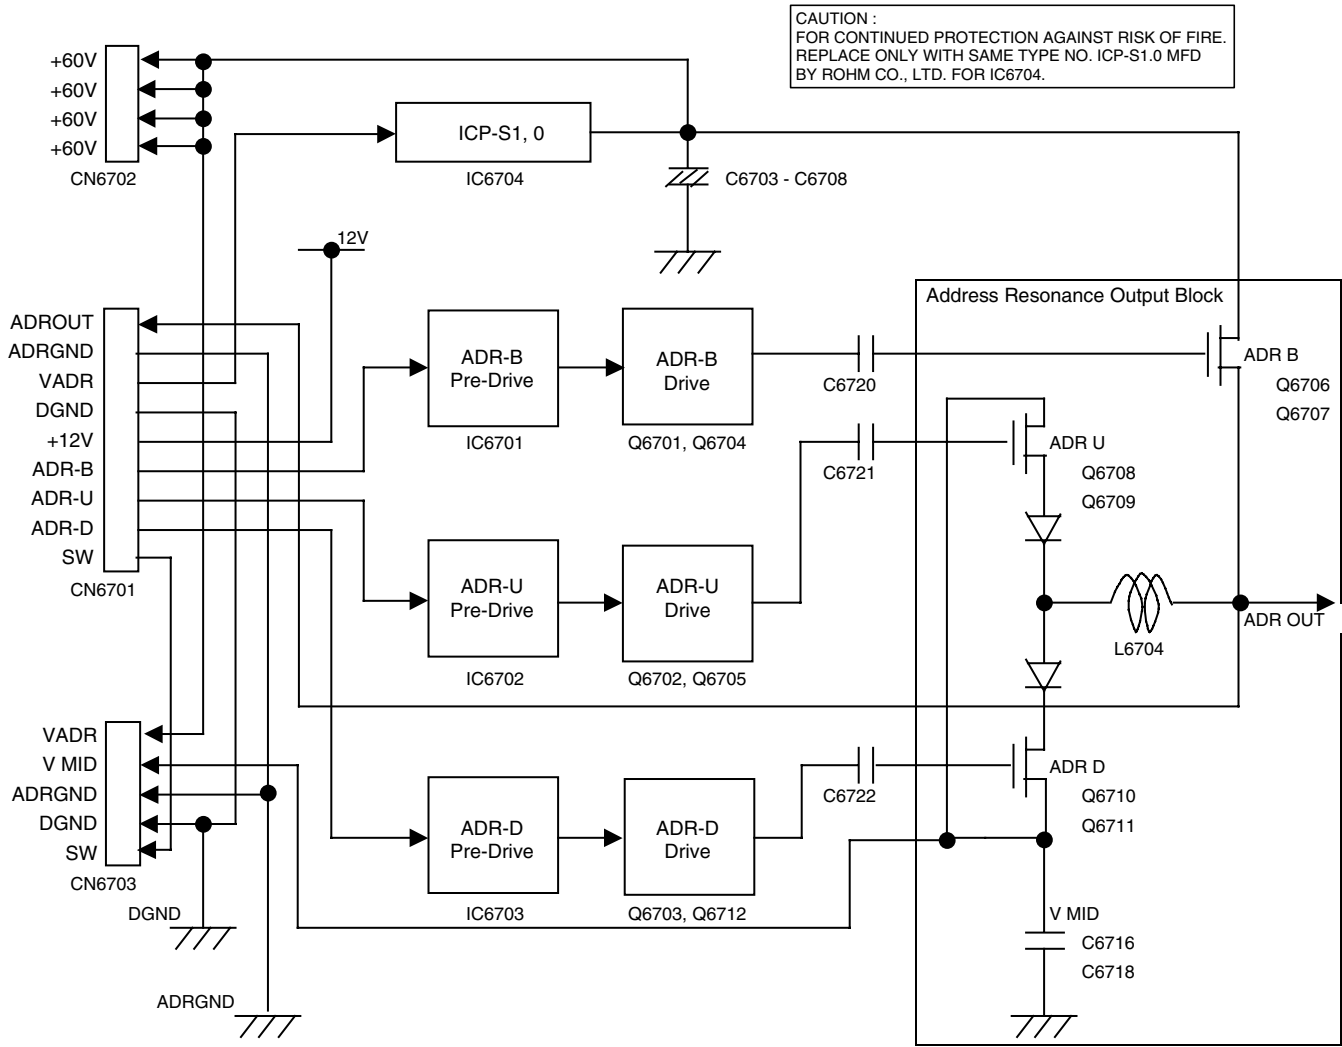 CAUTION :
FOR CONTINUED PROTECTION AGAINST RISK OF FIRE.
REPLACE ONLY WITH SAME TYPE NO. ICP-S1.0 MFD
BY ROHM CO., LTD. FOR IC6704.
+60V
+60V
+60V
+60V
CN6702
ICP-S1, 0
IC6704
C6703 - C6708
12V
Address Resonance Output Block
ADROUT
ADRGND
VADR
DGND
+12V
ADR-B
ADR-U
ADR-D
SW
CN6701
ADR-B
Pre-Drive
IC6701
ADR-B
Drive
Q6701, Q6704
C6720
ADR B
Q6706
Q6707
C6721
ADR U
Q6708
Q6709
ADR-U
Pre-Drive
IC6702
ADR-U
Drive
Q6702, Q6705
L6704
ADR OUT
VADR
V MID
ADRGND
DGND
SW
CN6703
ADR-D
Pre-Drive
IC6703
ADR-D
Drive
Q6703, Q6712
C6722
ADR D
Q6710
Q6711
DGND
V MID
C6716
C6718
ADRGND